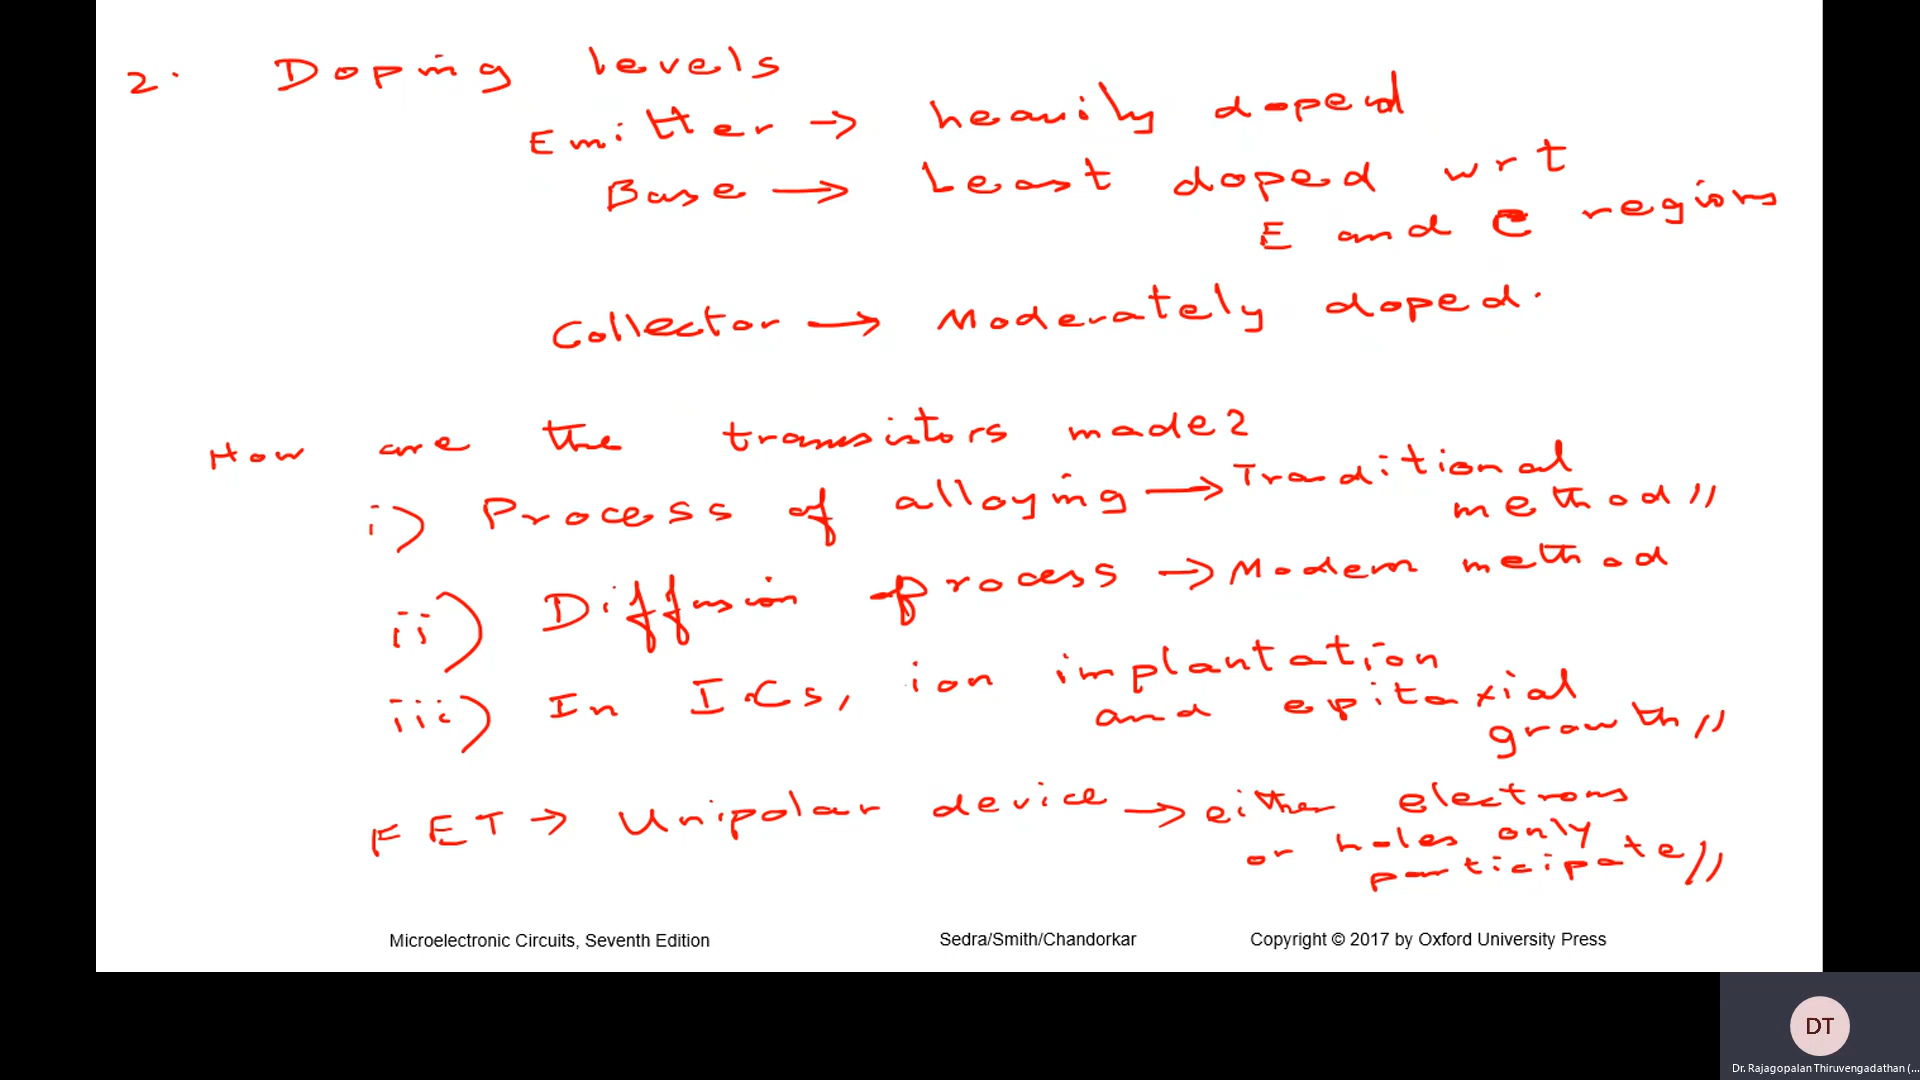 2. Doping levels
Emitter → heavily doped
Base → Least doped wrt
E and C regions
Collector → Moderately doped.
How are the transistors made?
i) Process of alloying → Traditional
method //
ii) Diffusion process → Modern method
iii) In ICs, ion implantation
and epitaxial
growth //
FET → Unipolar device → either electrons
or holes only
participate //
Microelectronic Circuits, Seventh Edition Sedra/Smith/Chandorkar Copyright © 2017 by Oxford University Press
DT
Dr. Rajagopalan Thiruvengadathan (...